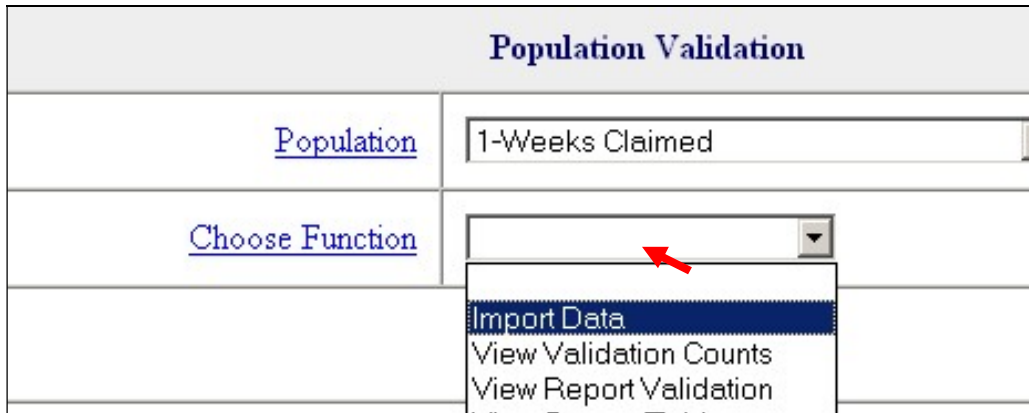 Population Validation
Population 1-Weeks Claimed
Choose Function
Import Data
View Validation Counts
View Report Validation